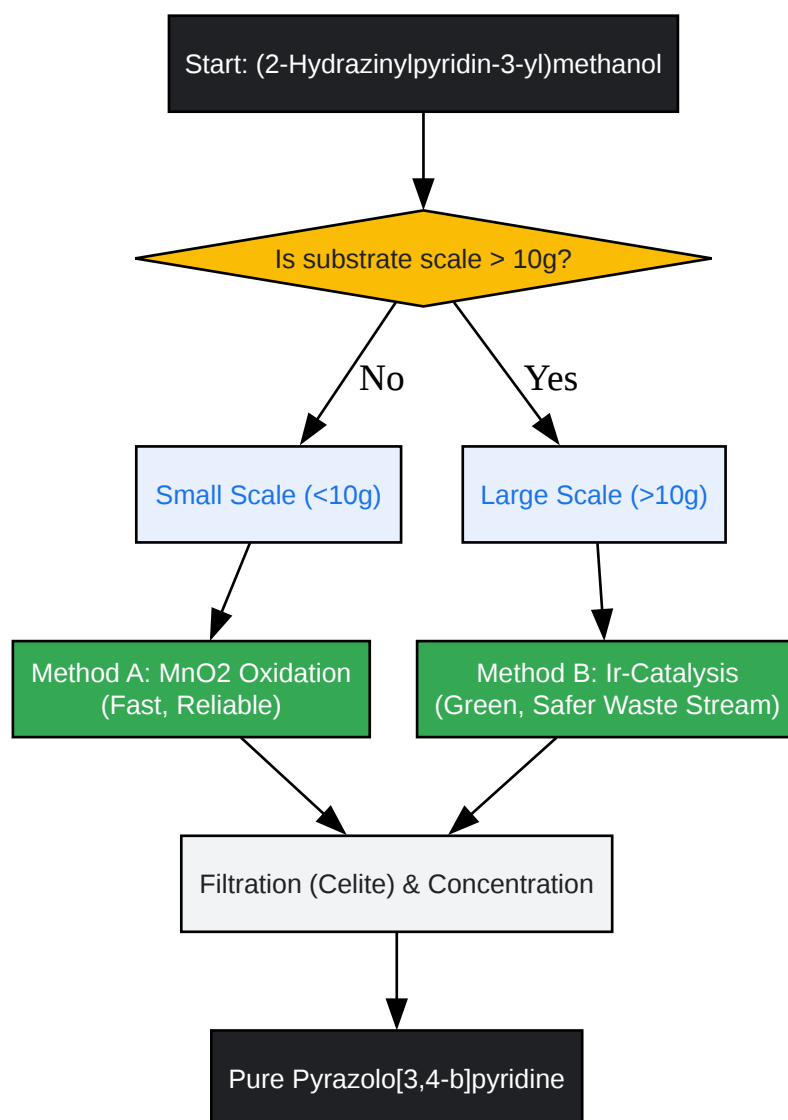 Start: (2-Hydrazinylpyridin-3-yl)methanol
Is substrate scale > 10g?
No
Yes
Small Scale (<10g)
Large Scale (>10g)
Method A: MnO2 Oxidation
(Fast, Reliable)
Method B: Ir-Catalysis
(Green, Safer Waste Stream)
Filtration (Celite) & Concentration
Pure Pyrazolo[3,4-b]pyridine